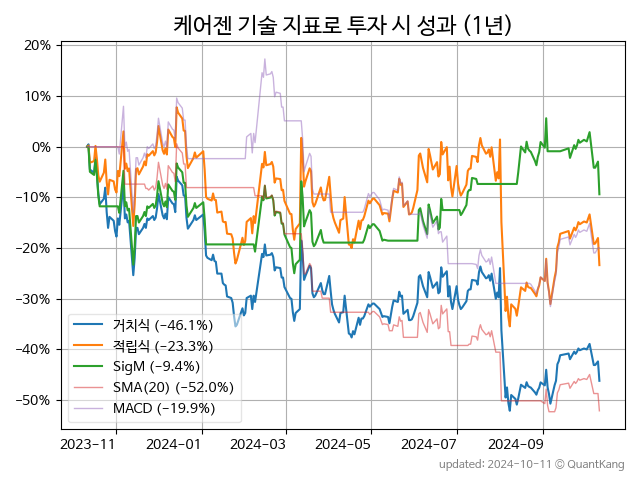 케어젠 기술 지표로 투자 시 성과 (1년)
20%
10%
0%
−10%
−20%
−30%
−40%
−50%
거치식 (−46.1%)
적립식 (−23.3%)
SigM (−9.4%)
SMA(20) (−52.0%)
MACD (−19.9%)
2023−11 2024−01 2024−03 2024−05 2024−07 2024−09
updated: 2024-10-11 ⓒ QuantKang